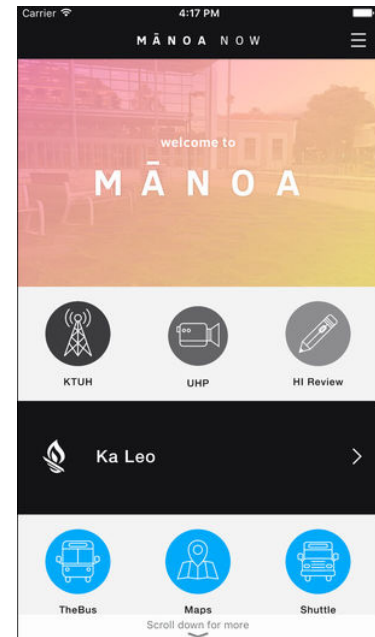 Carrier 4:17 PM
MĀNOA NOW
welcome to
MĀNOA
KTUH UHP HI Review
Ka Leo
TheBus Maps Shuttle
Scroll down for more